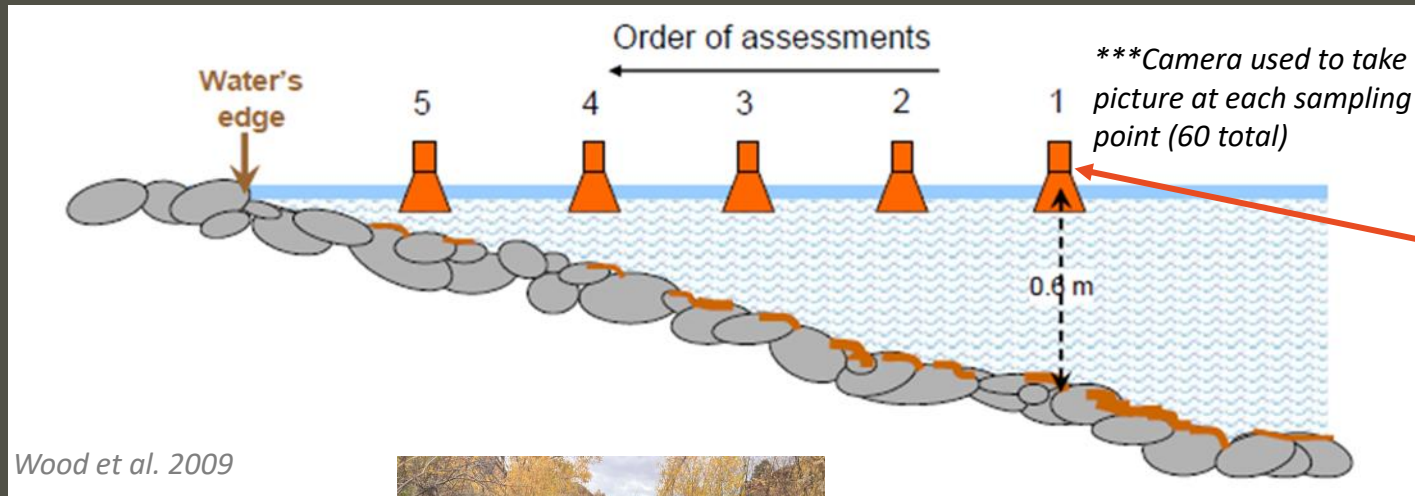 Order of assessments
Water's
edge
5
4
3
2
1
***Camera used to take
picture at each sampling
point (60 total)
0.6 m
Wood et al. 2009